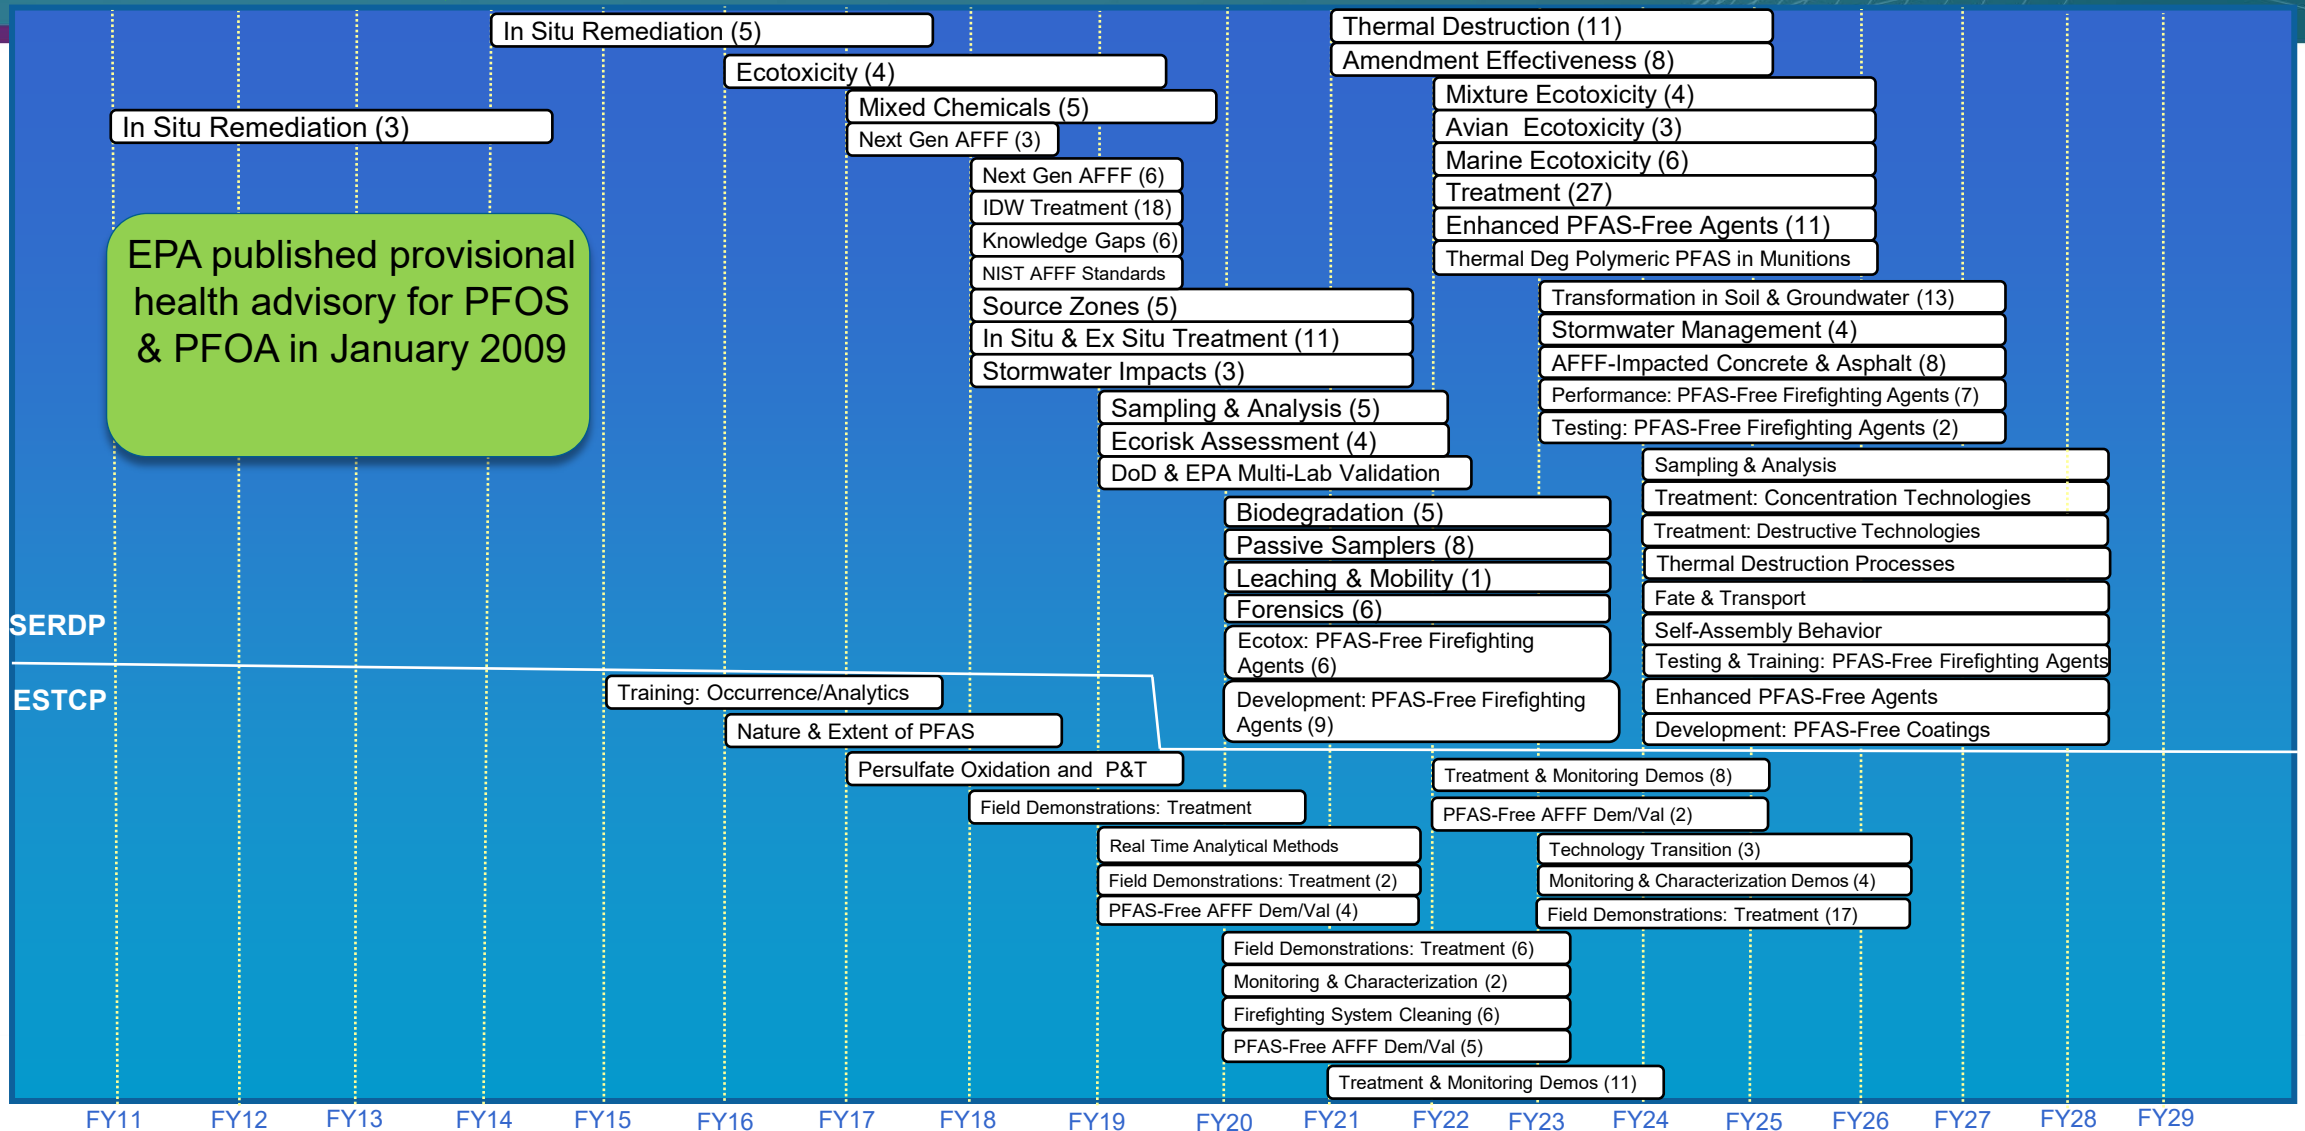 In Situ Remediation (5)
Ecotoxicity (4)
Mixed Chemicals (5)
In Situ Remediation (3)
Next Gen AFFF (3)
Next Gen AFFF (6)
IDW Treatment (18)
Knowledge Gaps (6)
NIST AFFF Standards
Source Zones (5)
In Situ & Ex Situ Treatment (11)
Stormwater Impacts (3)
Sampling & Analysis (5)
Ecorisk Assessment (4)
DoD & EPA Multi-Lab Validation
Biodegradation (5)
Passive Samplers (8)
Leaching & Mobility (1)
Forensics (6)
Ecotox: PFAS-Free Firefighting
Agents (6)
Development: PFAS-Free Firefighting
Agents (9)
Thermal Destruction (11)
Amendment Effectiveness (8)
Mixture Ecotoxicity (4)
Avian Ecotoxicity (3)
Marine Ecotoxicity (6)
Treatment (27)
Enhanced PFAS-Free Agents (11)
Thermal Deg Polymeric PFAS in Munitions
Transformation in Soil & Groundwater (13)
Stormwater Management (4)
AFFF-Impacted Concrete & Asphalt (8)
Performance: PFAS-Free Firefighting Agents (7)
Testing: PFAS-Free Firefighting Agents (2)
Sampling & Analysis
Treatment: Concentration Technologies
Treatment: Destructive Technologies
Thermal Destruction Processes
Fate & Transport
Self-Assembly Behavior
Testing & Training: PFAS-Free Firefighting Agents
Enhanced PFAS-Free Agents
Development: PFAS-Free Coatings
EPA published provisional
health advisory for PFOS
& PFOA in January 2009
SERDP
ESTCP
Training: Occurrence/Analytics
Nature & Extent of PFAS
Persulfate Oxidation and P&T
Field Demonstrations: Treatment
Real Time Analytical Methods
Field Demonstrations: Treatment (2)
PFAS-Free AFFF Dem/Val (4)
Field Demonstrations: Treatment (6)
Monitoring & Characterization (2)
Firefighting System Cleaning (6)
PFAS-Free AFFF Dem/Val (5)
Treatment & Monitoring Demos (11)
Treatment & Monitoring Demos (8)
PFAS-Free AFFF Dem/Val (2)
Technology Transition (3)
Monitoring & Characterization Demos (4)
Field Demonstrations: Treatment (17)
FY11 FY12 FY13 FY14 FY15 FY16 FY17 FY18 FY19 FY20 FY21 FY22 FY23 FY24 FY25 FY26 FY27 FY28 FY29